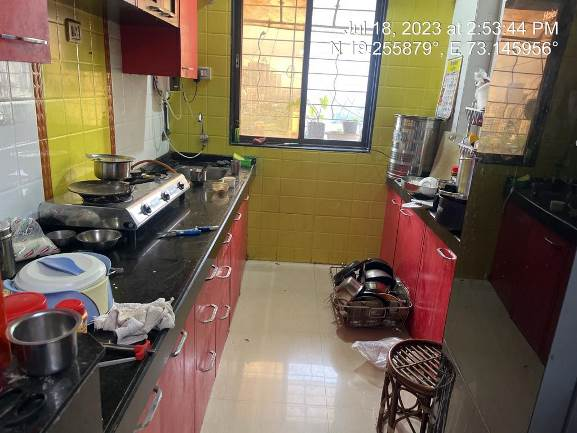 Jul 18, 2023 at 2:53:44 PM
N 19.255879°, E 73.145956°